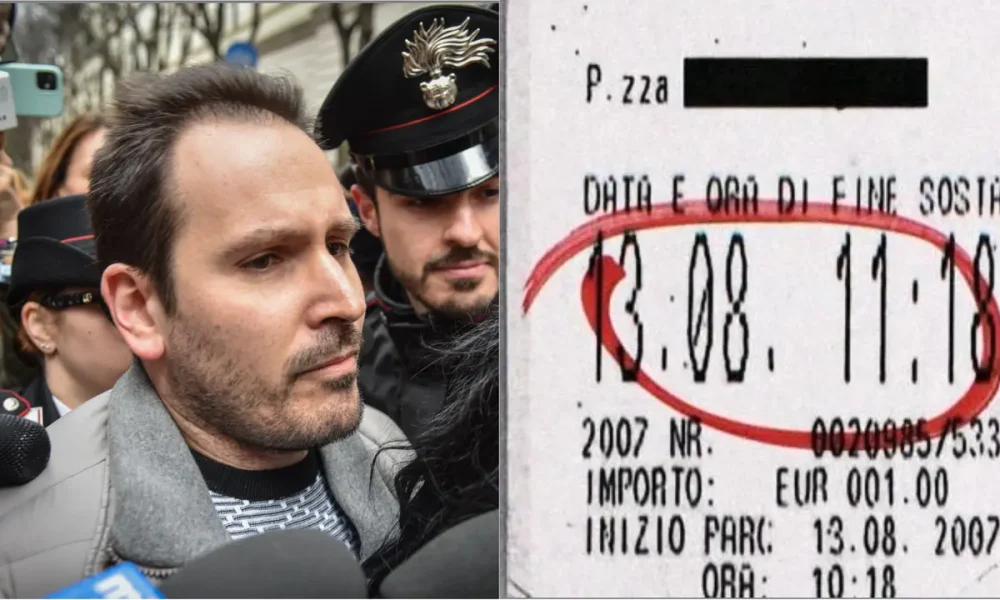 P.zza
DATA E ORA DI FINE SOSTA
13.08. 11:18
2007 NR. 0020985/533
IMPORTO: EUR 001.00
INIZIO PARC 13.08. 2007
ORA: 10:18